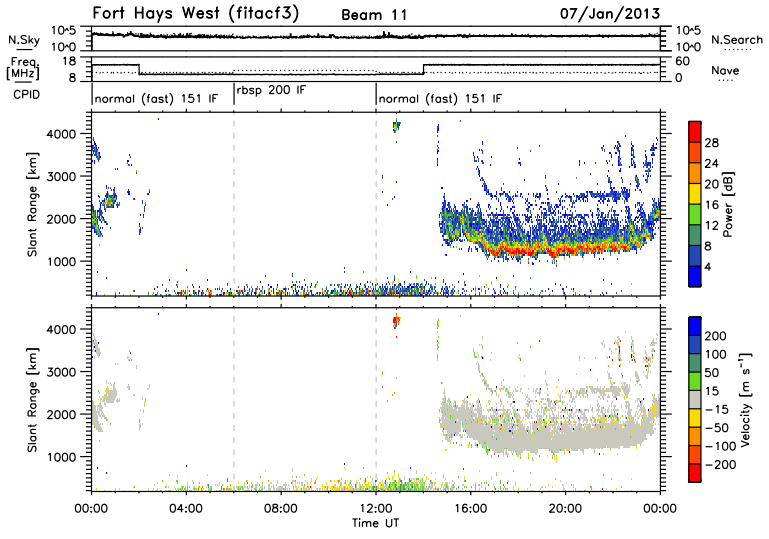 Fort Hays West (fitacf3) Beam 11 07/Jan/2013
N.Sky 10^5 10^0 10^5 10^0 N.Search
Freq. [MHz] 18 8 60 0 Nave
CPID normal (fast) 151 IF rbsp 200 IF normal (fast) 151 IF
Slant Range [km]
4000
3000
2000
1000
28
24
20
16
12
8
4
Power [dB]
Slant Range [km]
4000
3000
2000
1000
200
100
50
15
-15
-50
-100
-200
Velocity [m s⁻¹]
00:00 04:00 08:00 12:00 16:00 20:00 00:00
Time UT